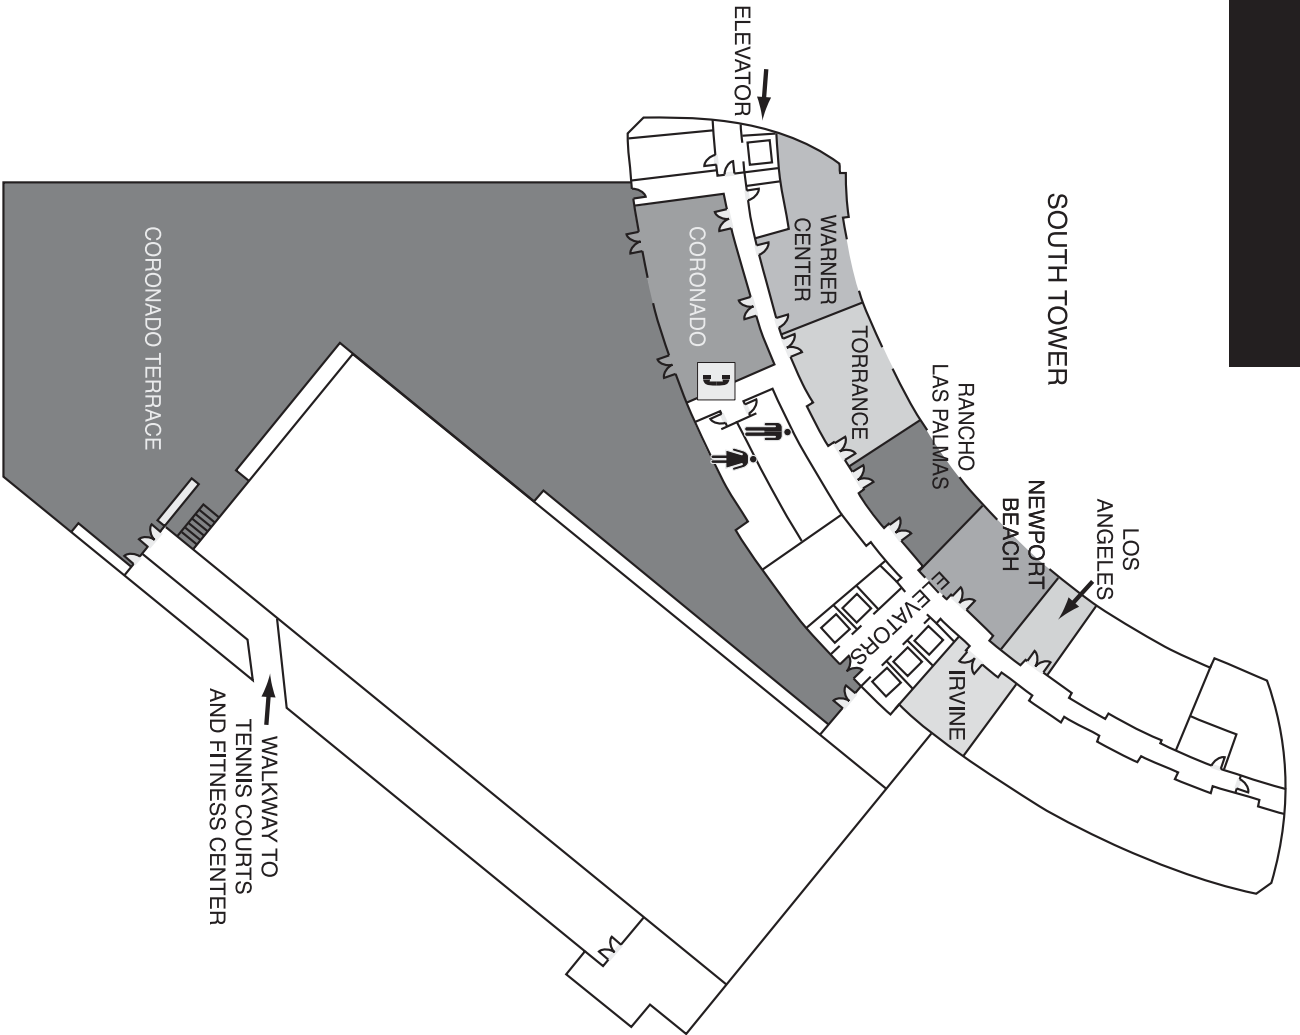 SOUTH TOWER
LOS
ANGELES
NEWPORT
BEACH
RANCHO
LAS PALMAS
TORRANCE
WARNER
CENTER
ELEVATOR
CORONADO
ELEVATORS
IRVINE
CORONADO TERRACE
WALKWAY TO
TENNIS COURTS
AND FITNESS CENTER